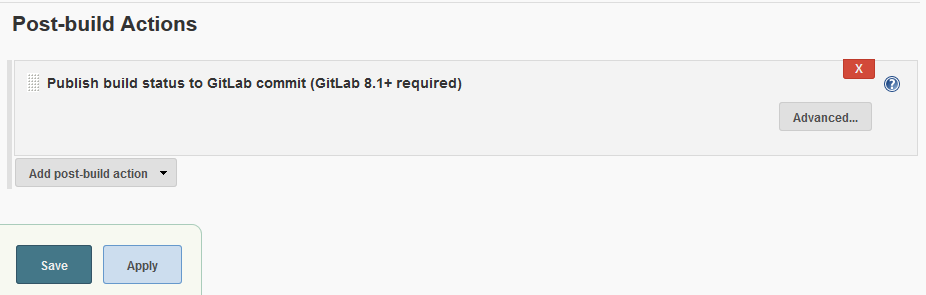 Post-build Actions
X
Publish build status to GitLab commit (GitLab 8.1+ required)
?
Advanced...
Add post-build action
Save
Apply